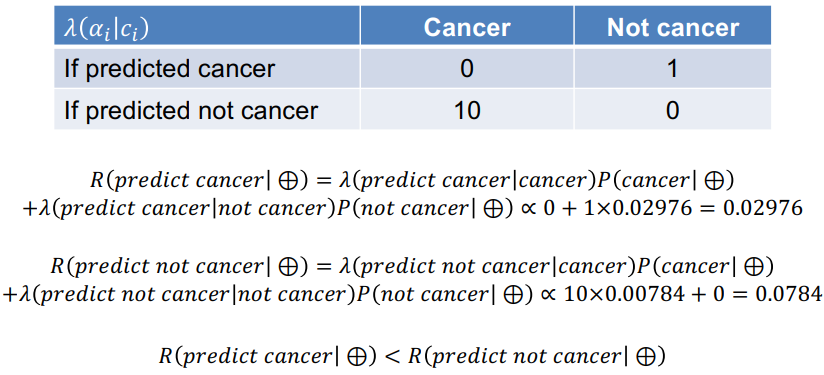 λ(αᵢ|cᵢ) Cancer Not cancer
If predicted cancer 0 1
If predicted not cancer 10 0
R(predict cancer| ⊕) = λ(predict cancer|cancer)P(cancer| ⊕)
+λ(predict cancer|not cancer)P(not cancer| ⊕) ∝ 0 + 1×0.02976 = 0.02976
R(predict not cancer| ⊕) = λ(predict not cancer|cancer)P(cancer| ⊕)
+λ(predict not cancer|not cancer)P(not cancer| ⊕) ∝ 10×0.00784 + 0 = 0.0784
R(predict cancer| ⊕) < R(predict not cancer| ⊕)